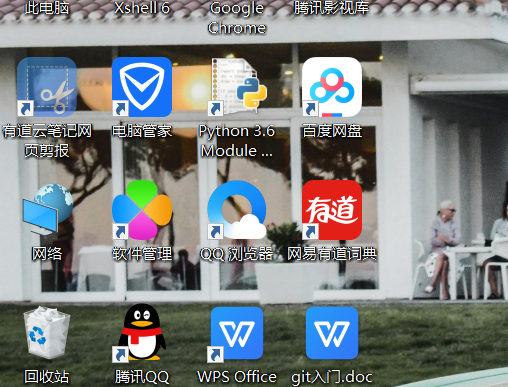 此电脑
Xshell 6
Google
Chrome
腾讯影视库
有道云笔记网
页剪报
电脑管家
Python 3.6
Module ...
百度网盘
网络
软件管理
QQ 浏览器
有道
网易有道词典
回收站
腾讯QQ
WPS Office
git入门.doc